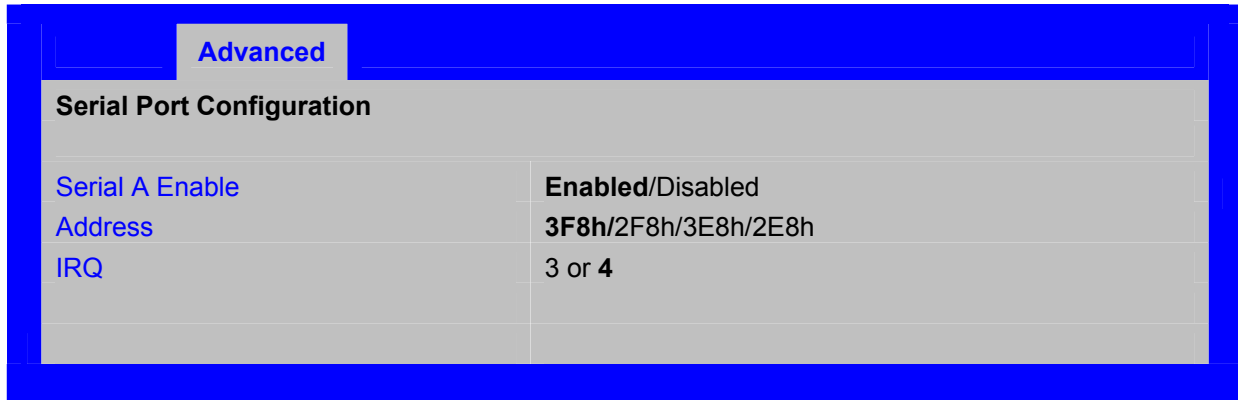 Advanced
Serial Port Configuration
Serial A Enable Enabled/Disabled
Address 3F8h/2F8h/3E8h/2E8h
IRQ 3 or 4